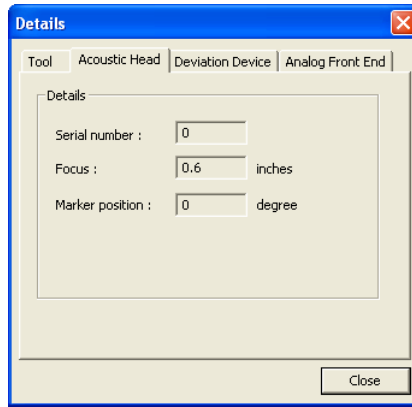 Details
Tool Acoustic Head Deviation Device Analog Front End
Details
Serial number : 0
Focus : 0.6 inches
Marker position : 0 degree
Close